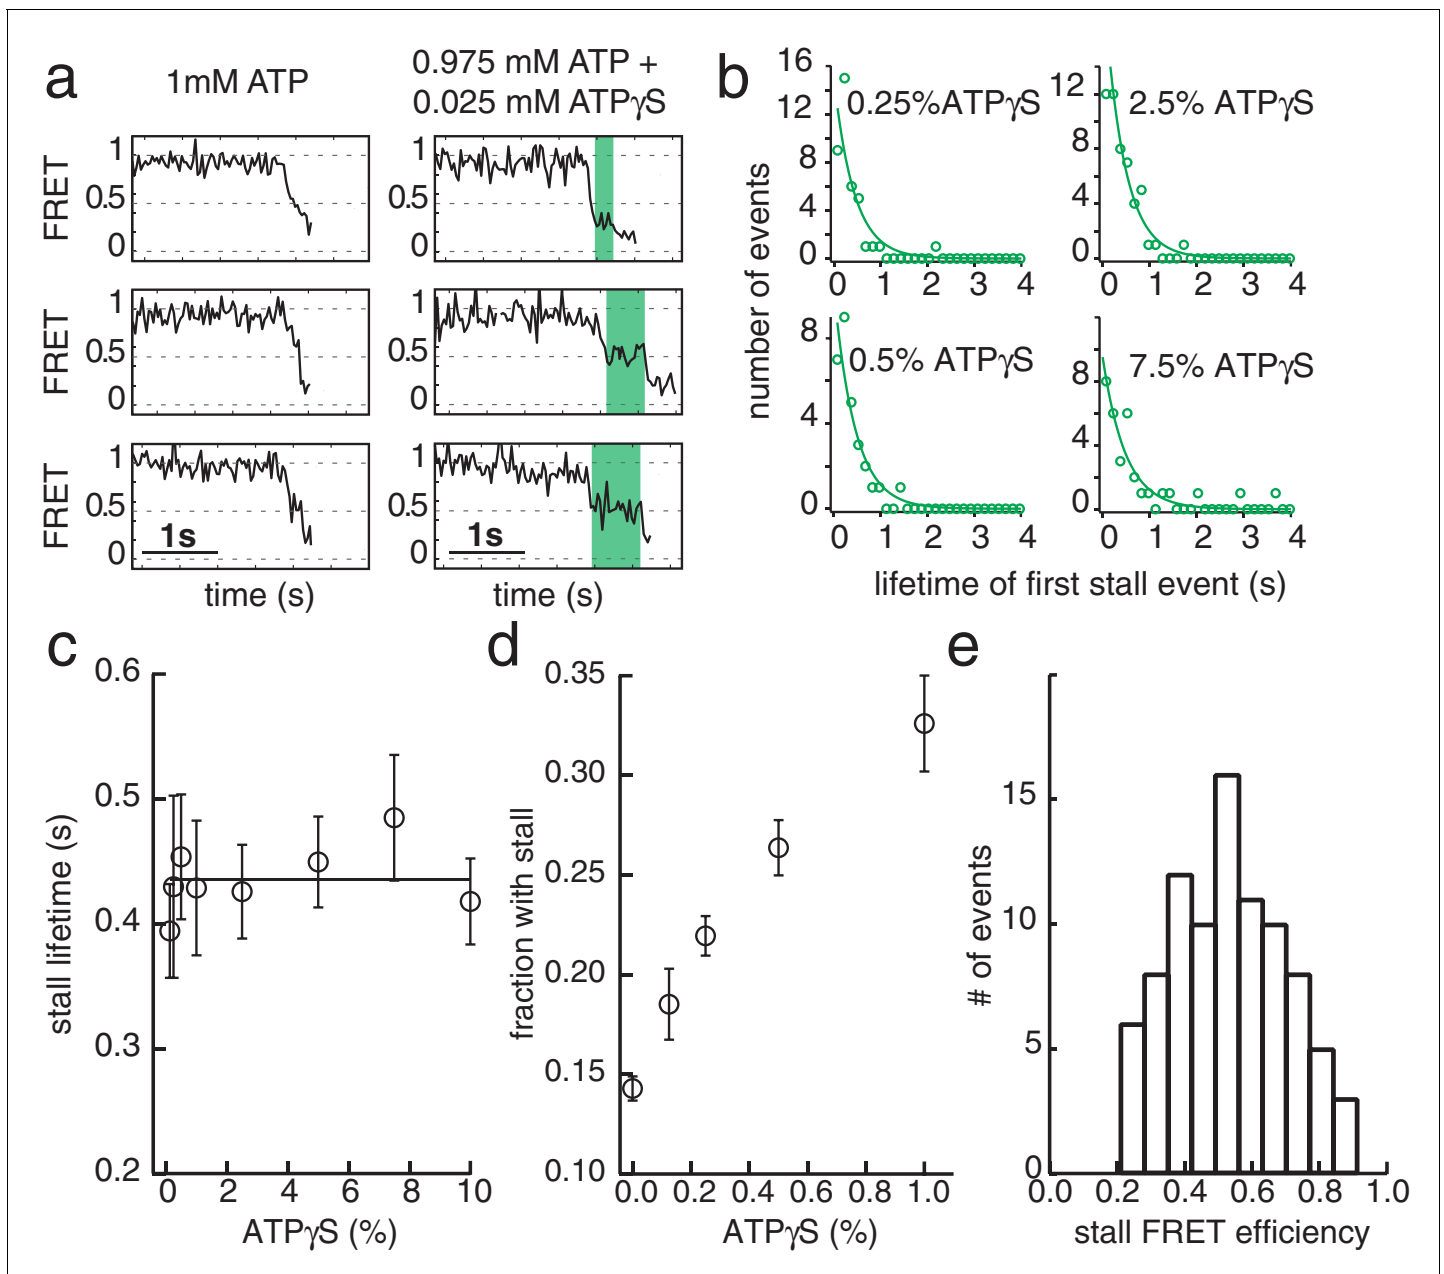 a
1mM ATP
0.975 mM ATP +
0.025 mM ATPγS
FRET
1
0.5
0
1
0.5
0
FRET
1
0.5
0
1
0.5
0
FRET
1
0.5
0
1s
1
0.5
0
1s
time (s)
time (s)
b
number of events
16
12
8
4
0
0.25%ATPγS
0 1 2 3 4
12
8
4
0
2.5% ATPγS
0 1 2 3 4
8
4
0
0.5% ATPγS
0 1 2 3 4
8
4
0
7.5% ATPγS
0 1 2 3 4
lifetime of first stall event (s)
c
stall lifetime (s)
0.6
0.5
0.4
0.3
0.2
0 2 4 6 8 10
ATPγS (%)
d
fraction with stall
0.35
0.30
0.25
0.20
0.15
0.10
0.0 0.2 0.4 0.6 0.8 1.0
ATPγS (%)
e
# of events
15
10
5
0
0.0 0.2 0.4 0.6 0.8 1.0
stall FRET efficiency